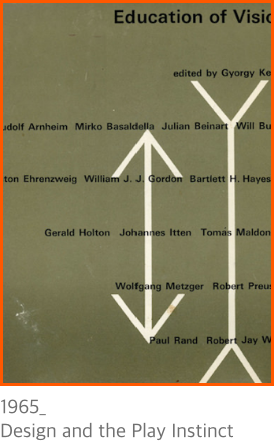 Education of Visio
edited by Gyorgy Ke
udolf Arnheim Mirko Basaldella Julian Beinart Will Bu
ton Ehrenzweig William J. J. Gordon Bartlett H. Hayes
Gerald Holton Johannes Itten Tomas Maldon
Wolfgang Metzger Robert Preus
Paul Rand Robert Jay W
1965_
Design and the Play Instinct